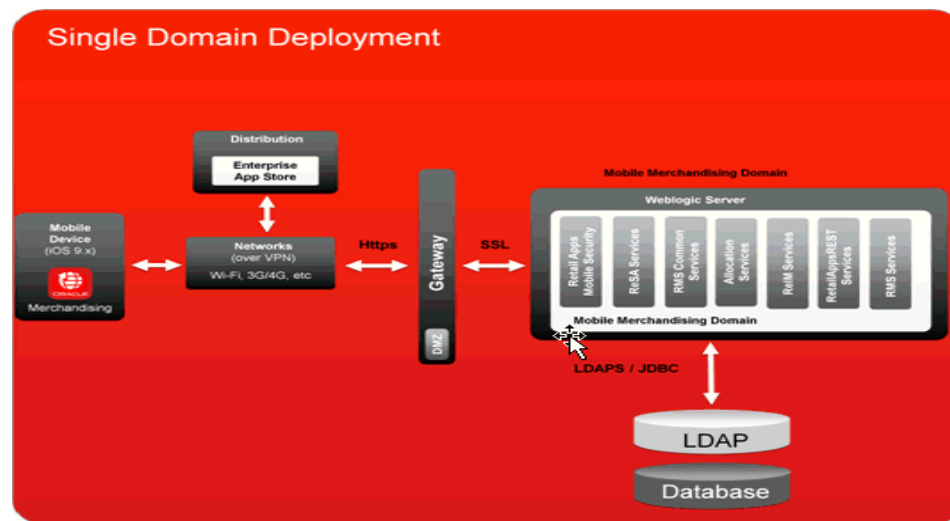 Single Domain Deployment
Distribution
Enterprise
App Store
Mobile
Device
(iOS 9.x)
ORACLE
Merchandising
Networks
(over VPN)
Wi-Fi, 3G/4G, etc
Https
Gateway
DMZ
SSL
Mobile Merchandising Domain
Weblogic Server
Retail Apps
Mobile Security
ReSA Services
RMS Common
Services
Allocation
Services
ReIM Services
RetailAppsREST
Services
RMS Services
Mobile Merchandising Domain
LDAPS / JDBC
LDAP
Database